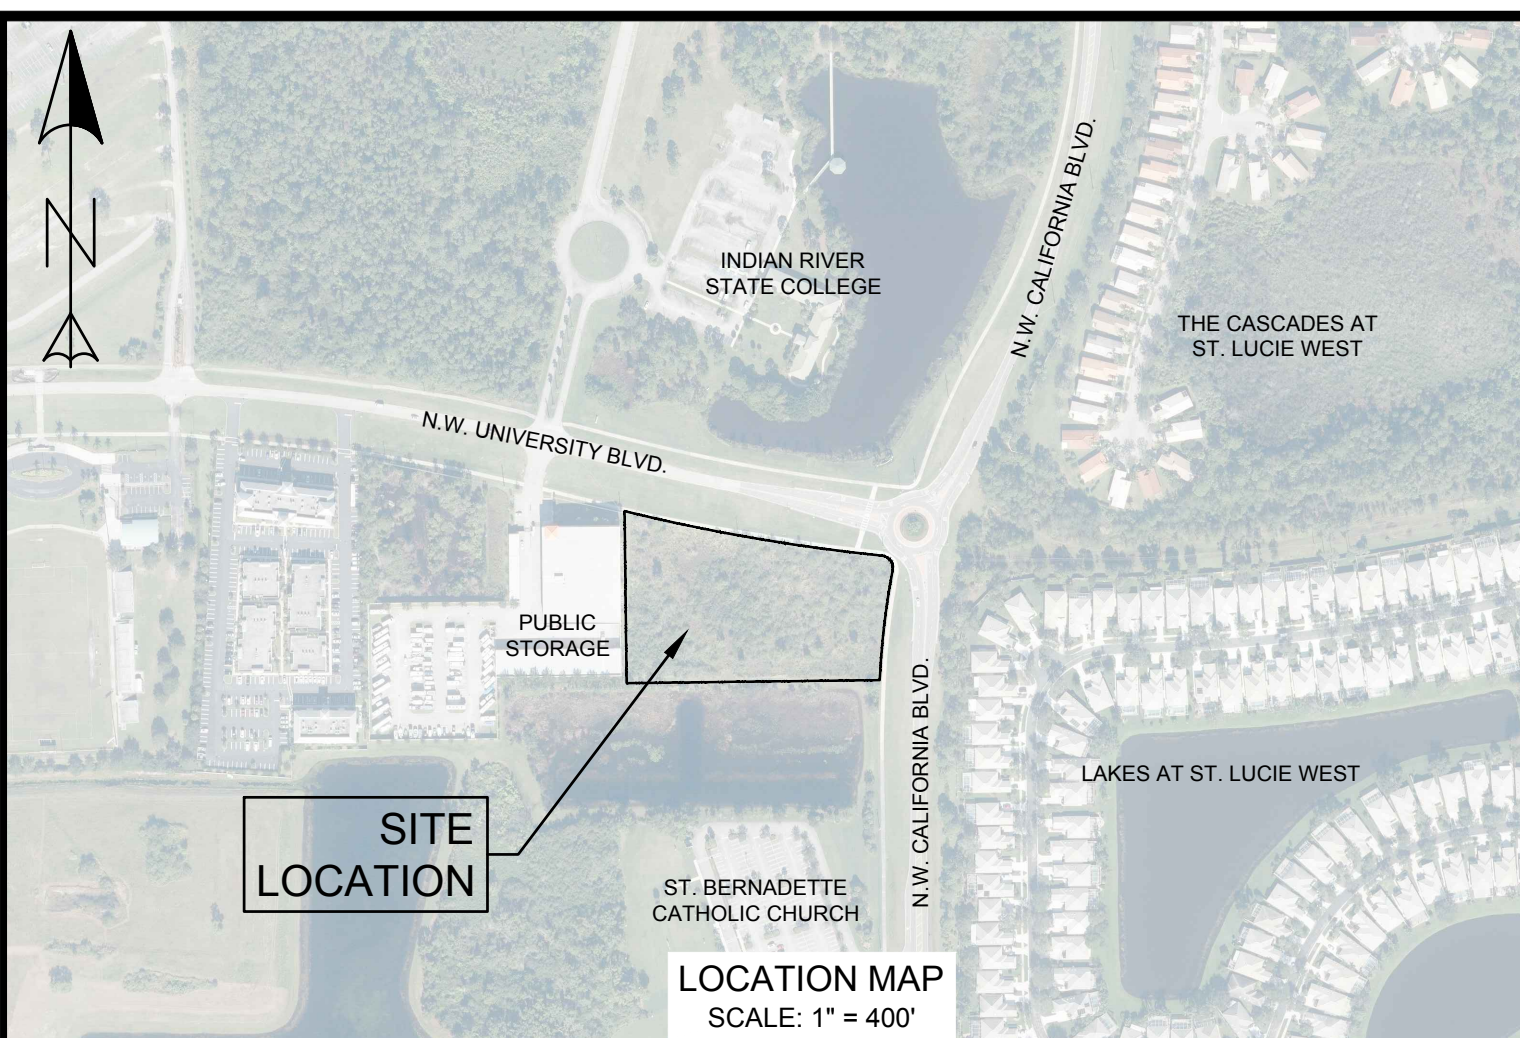 N
INDIAN RIVER
STATE COLLEGE
N.W. CALIFORNIA BLVD.
THE CASCADES AT
ST. LUCIE WEST
N.W. UNIVERSITY BLVD.
PUBLIC
STORAGE
N.W. CALIFORNIA BLVD.
LAKES AT ST. LUCIE WEST
SITE
LOCATION
ST. BERNADETTE
CATHOLIC CHURCH
LOCATION MAP
SCALE: 1" = 400'